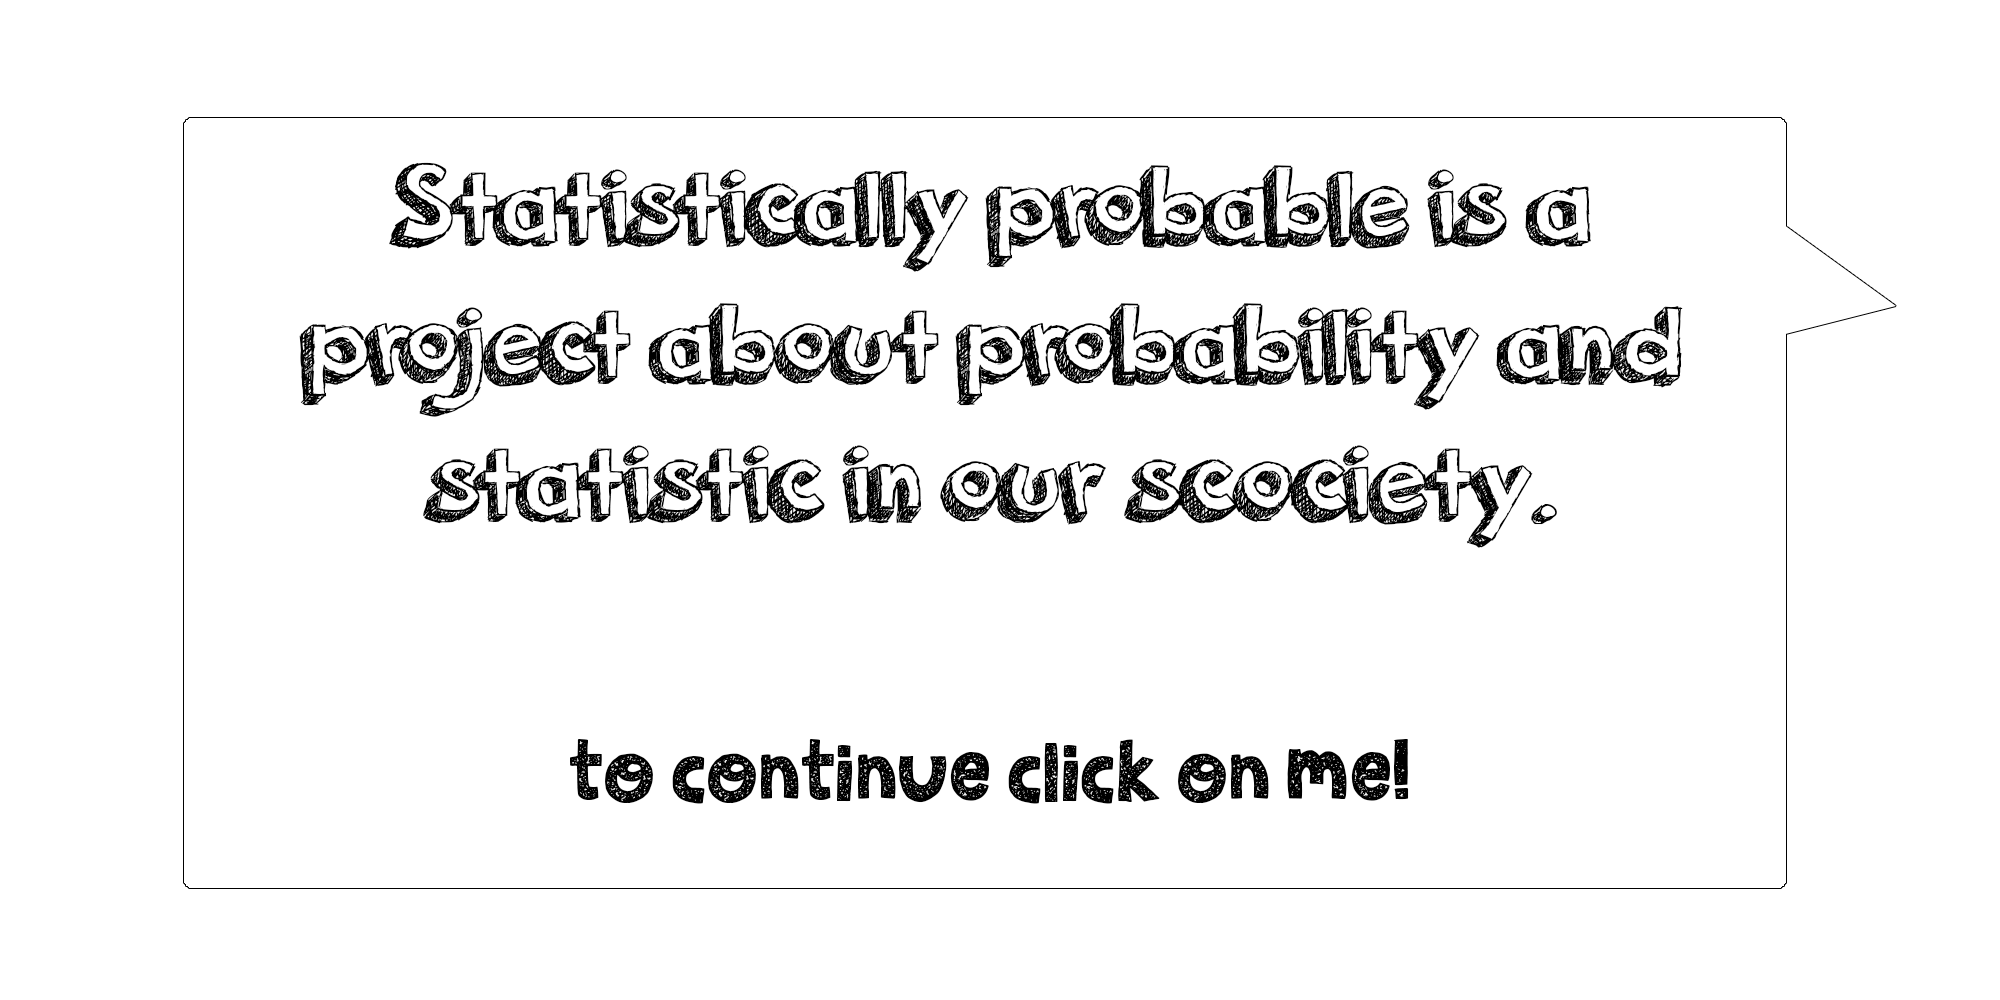 Statistically probable is a
project about probability and
statistic in our scociety.
to continue click on me!